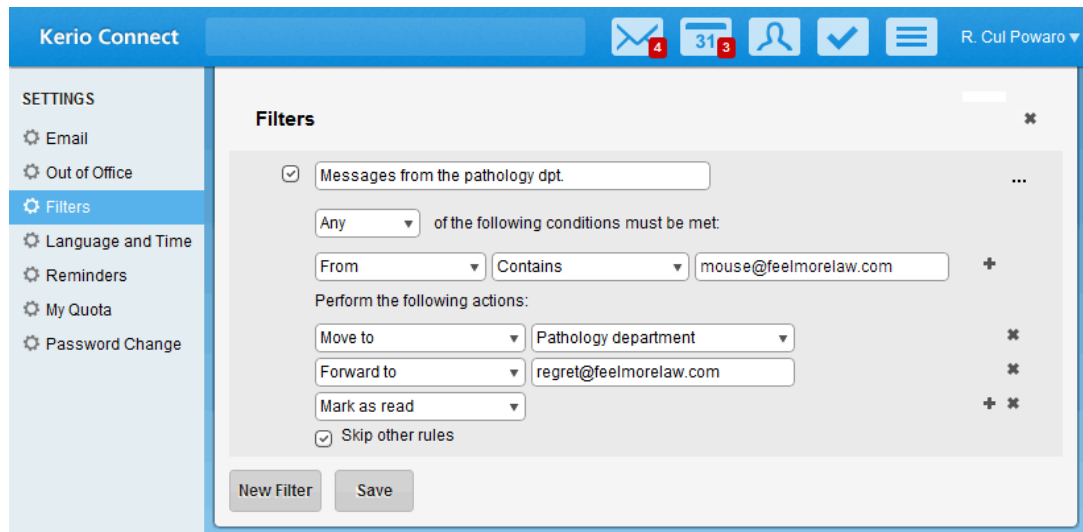 Kerio Connect
4
31
3
R. Cul Powaro
SETTINGS
Email
Out of Office
Filters
Language and Time
Reminders
My Quota
Password Change
Filters
Messages from the pathology dpt.
...
Any of the following conditions must be met:
From Contains mouse@feelmorelaw.com
Perform the following actions:
Move to Pathology department
Forward to regret@feelmorelaw.com
Mark as read
Skip other rules
New Filter Save